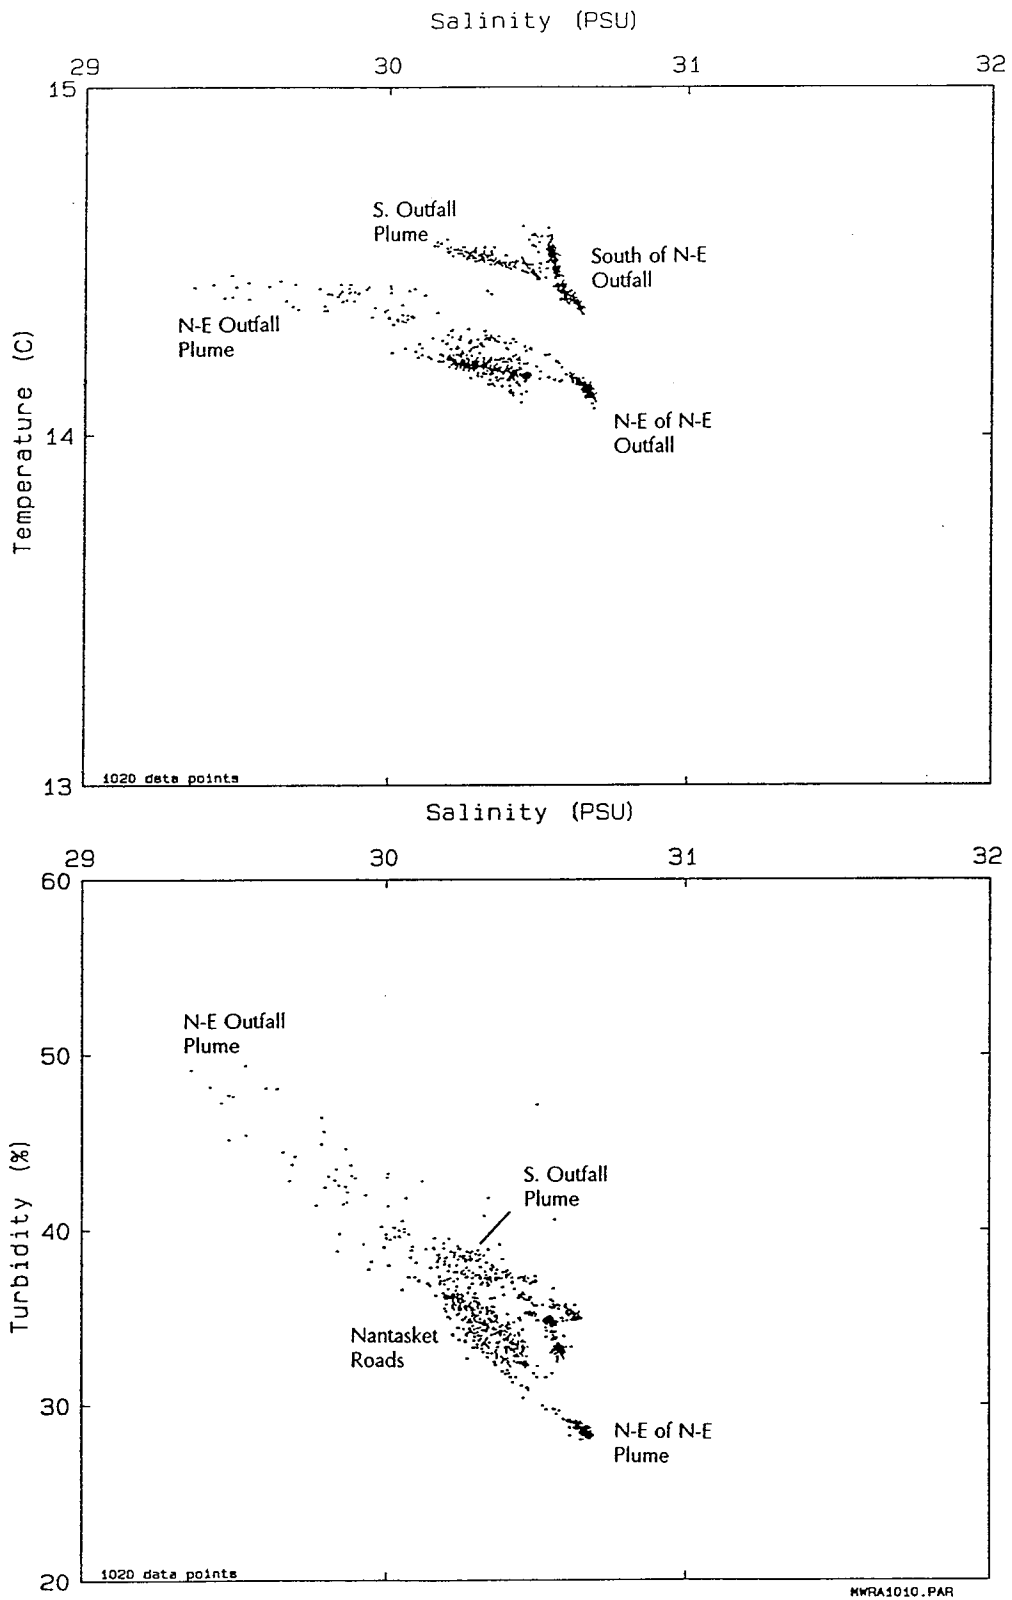 Salinity (PSU)
29 30 31 32
15
S. Outfall
Plume
South of N-E
Outfall
N-E Outfall
Plume
Temperature (C)
14
N-E of N-E
Outfall
1020 data points
13
Salinity (PSU)
29 30 31 32
60
N-E Outfall
Plume
50
S. Outfall
Plume
Turbidity (%)
40
Nantasket
Roads
30
N-E of N-E
Plume
1020 data points
20
MWRA1010.PAR